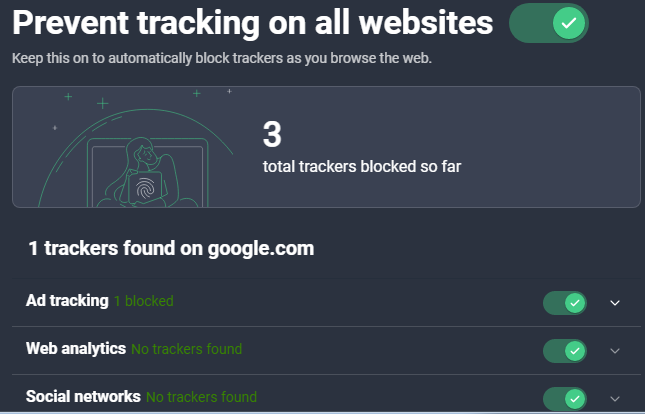 Prevent tracking on all websites
Keep this on to automatically block trackers as you browse the web.
3
total trackers blocked so far
1 trackers found on google.com
Ad tracking 1 blocked
Web analytics No trackers found
Social networks No trackers found